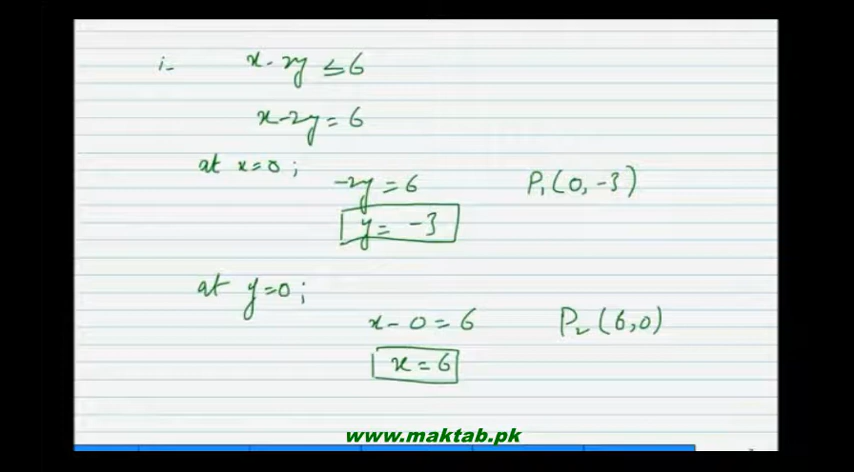 i- x - 2y ≤ 6
x - 2y = 6
at x = 0 ;
-2y = 6 P₁(0, -3)
y = -3
at y = 0 ;
x - 0 = 6 P₂(6,0)
x = 6
www.maktab.pk